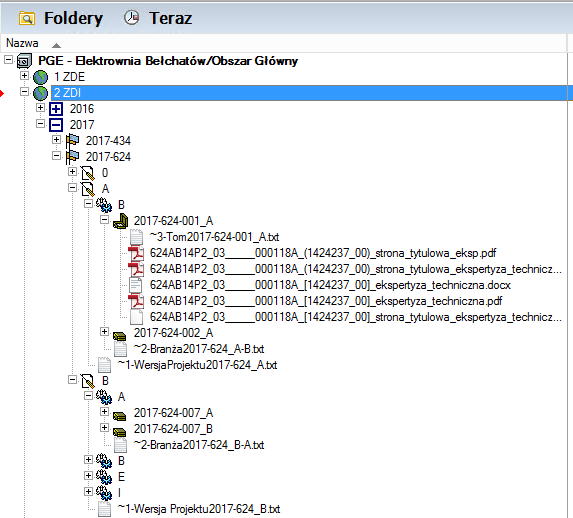 Foldery Teraz
Nazwa
PGE - Elektrownia Bełchatów/Obszar Główny
1 ZDE
2 ZDI
2016
2017
2017-434
2017-624
0
A
B
2017-624-001_A
~3-Tom2017-624-001_A.txt
624AB14P2_03_____000118A_(1424237_00)_strona_tytulowa_eksp.pdf
624AB14P2_03_____000118A_(1424237_00)_strona_tytulowa_ekspertyza_technicz...
624AB14P2_03_____000118A_[1424237_00]_ekspertyza_techniczna.docx
624AB14P2_03_____000118A_[1424237_00]_ekspertyza_techniczna.pdf
624AB14P2_03_____000118A_[1424237_00]_strona_tytulowa_ekspertyza_technicz...
2017-624-002_A
~2-Branża2017-624_A-B.txt
~1-WersjaProjektu2017-624_A.txt
B
A
2017-624-007_A
2017-624-007_B
~2-Branża2017-624_B-A.txt
B
E
I
~1-Wersja Projektu2017-624_B.txt